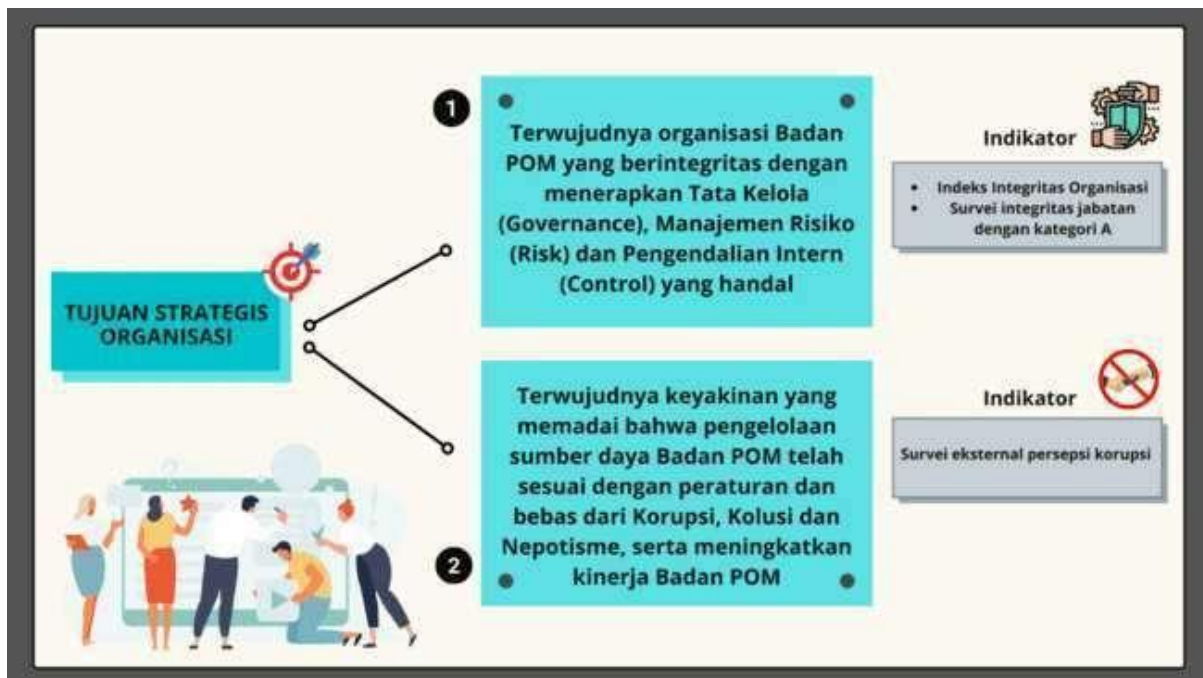 TUJUAN STRATEGIS
ORGANISASI
1
Terwujudnya organisasi Badan
POM yang berintegritas dengan
menerapkan Tata Kelola
(Governance), Manajemen Risiko
(Risk) dan Pengendalian Intern
(Control) yang handal
Indikator
• Indeks Integritas Organisasi
• Survei integritas jabatan
dengan kategori A
2
Terwujudnya keyakinan yang
memadai bahwa pengelolaan
sumber daya Badan POM telah
sesuai dengan peraturan dan
bebas dari Korupsi, Kolusi dan
Nepotisme, serta meningkatkan
kinerja Badan POM
Indikator
Survei eksternal persepsi korupsi